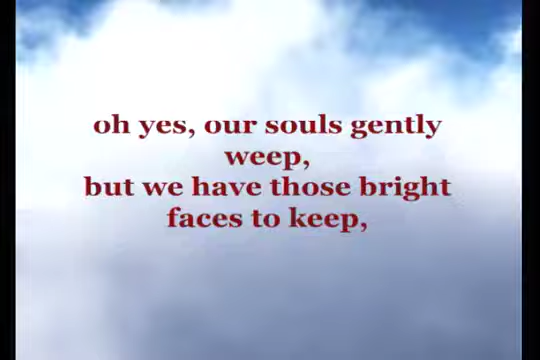 oh yes, our souls gently
weep,
but we have those bright
faces to keep,